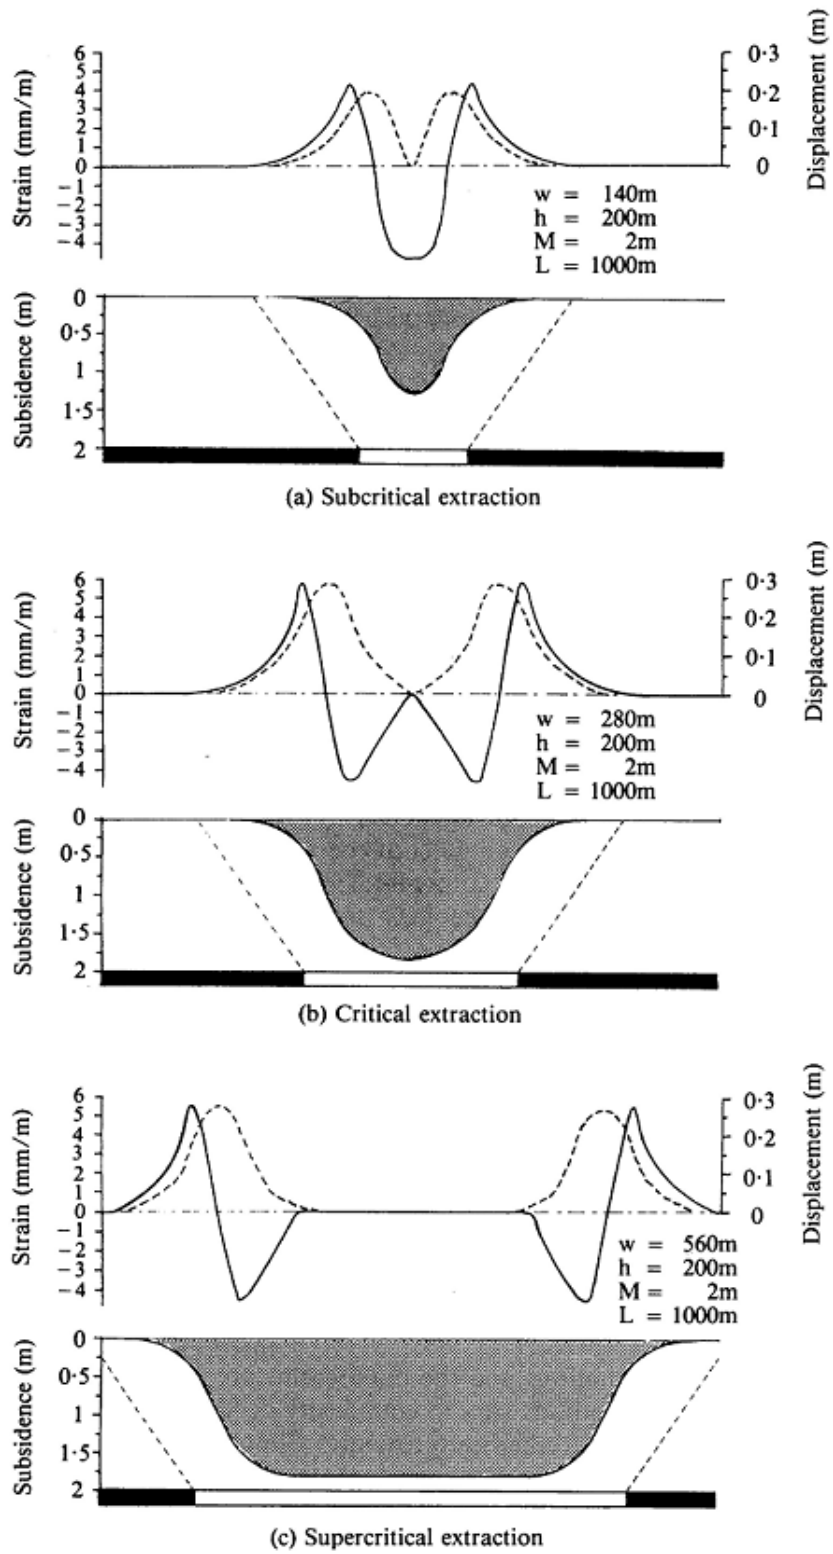 6
5
4
3
2
1
0
−1
−2
−3
−4
Strain (mm/m)
0·3
0·2
0·1
0
Displacement (m)
w = 140m
h = 200m
M = 2m
L = 1000m
0
0·5
1
1·5
2
Subsidence (m)
(a) Subcritical extraction
6
5
4
3
2
1
0
−1
−2
−3
−4
Strain (mm/m)
0·3
0·2
0·1
0
Displacement (m)
w = 280m
h = 200m
M = 2m
L = 1000m
0
0·5
1
1·5
2
Subsidence (m)
(b) Critical extraction
6
5
4
3
2
1
0
−1
−2
−3
−4
Strain (mm/m)
0·3
0·2
0·1
0
Displacement (m)
w = 560m
h = 200m
M = 2m
L = 1000m
0
0·5
1
1·5
2
Subsidence (m)
(c) Supercritical extraction